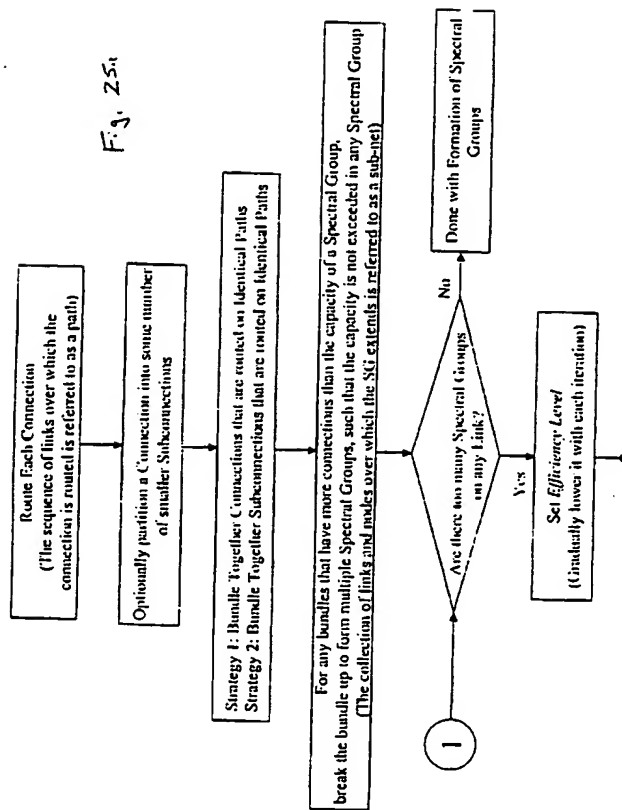 Fig. 25a
Route Each Connection
(The sequence of links over which the
connection is routed is referred to as a path)
Optionally partition a Connection into some number
of smaller Subconnections
Strategy 1: Bundle Together Connections that are routed on Identical Paths
Strategy 2: Bundle Together Subconnections that are routed on Identical Paths
For any bundles that have more connections than the capacity of a Spectral Group,
break the bundle up to form multiple Spectral Groups, such that the capacity is not exceeded in any Spectral Group
(The collection of links and nodes over which the SG extends is referred to as a sub-net)
1
Are there too many Spectral Groups
on any Link?
No
Done with Formation of Spectral
Groups
Yes
Set Efficiency Level
(Gradually lower it with each iteration)